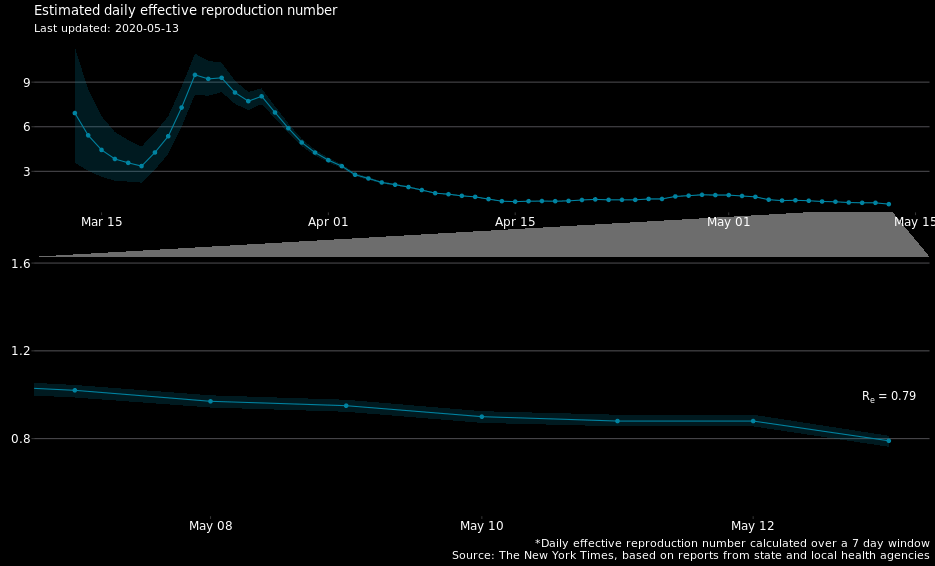 Estimated daily effective reproduction number
Last updated: 2020-05-13
9
6
3
Mar 15
Apr 01
Apr 15
May 01
May 15
1.6
1.2
0.8
Re = 0.79
May 08
May 10
May 12
*Daily effective reproduction number calculated over a 7 day window
Source: The New York Times, based on reports from state and local health agencies